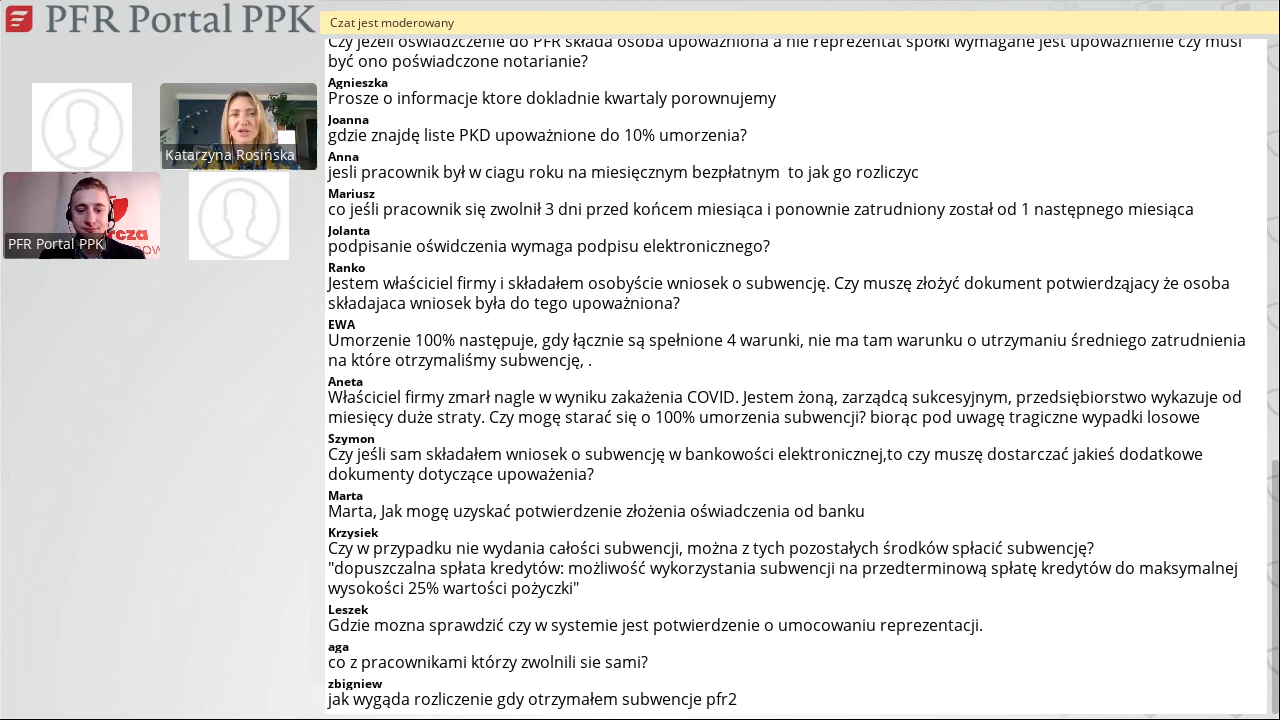 PFR Portal PPK
Czat jest moderowany
Czy jeżeli oświadzczenie do PFR składa osoba upoważniona a nie reprezentat spółki wymagane jest upoważnienie czy musi
być ono poświadczone notarianie?
Agnieszka
Prosze o informacje ktore dokladnie kwartaly porownujemy
Joanna
gdzie znajdę liste PKD upoważnione do 10% umorzenia?
Anna
jesli pracownik był w ciagu roku na miesięcznym bezpłatnym to jak go rozliczyc
Mariusz
co jeśli pracownik się zwolnił 3 dni przed końcem miesiąca i ponownie zatrudniony został od 1 następnego miesiąca
Jolanta
podpisanie oświdczenia wymaga podpisu elektronicznego?
Ranko
Jestem właściciel firmy i składałem osobyście wniosek o subwencję. Czy muszę złożyć dokument potwierdząjacy że osoba
składajaca wniosek była do tego upoważniona?
EWA
Umorzenie 100% następuje, gdy łącznie są spełnione 4 warunki, nie ma tam warunku o utrzymaniu średniego zatrudnienia
na które otrzymaliśmy subwencję, .
Aneta
Właściciel firmy zmarł nagle w wyniku zakażenia COVID. Jestem żoną, zarządcą sukcesyjnym, przedsiębiorstwo wykazuje od
miesięcy duże straty. Czy mogę starać się o 100% umorzenia subwencji? biorąc pod uwagę tragiczne wypadki losowe
Szymon
Czy jeśli sam składałem wniosek o subwencję w bankowości elektronicznej,to czy muszę dostarczać jakieś dodatkowe
dokumenty dotyczące upoważenia?
Marta
Marta, Jak mogę uzyskać potwierdzenie złożenia oświadczenia od banku
Krzysiek
Czy w przypadku nie wydania całości subwencji, można z tych pozostałych środków spłacić subwencję?
"dopuszczalna spłata kredytów: możliwość wykorzystania subwencji na przedterminową spłatę kredytów do maksymalnej
wysokości 25% wartości pożyczki"
Leszek
Gdzie mozna sprawdzić czy w systemie jest potwierdzenie o umocowaniu reprezentacji.
aga
co z pracownikami którzy zwolnili sie sami?
zbigniew
jak wygąda rozliczenie gdy otrzymałem subwencje pfr2
Katarzyna Rosińska
PFR Portal PPK
rcza